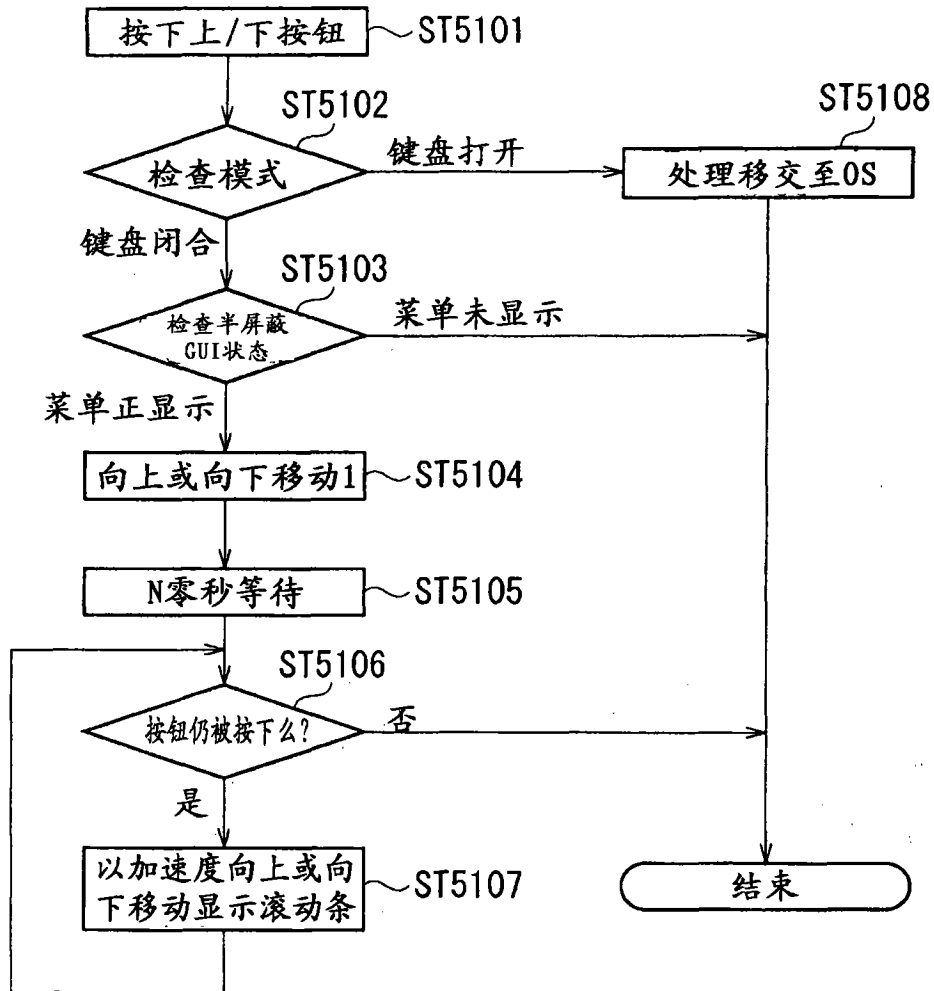 按下上/下按钮
ST5101
ST5102
ST5108
检查模式
键盘打开
处理移交至OS
键盘闭合
ST5103
检查半屏蔽
GUI状态
菜单未显示
菜单正显示
向上或向下移动1
ST5104
N零秒等待
ST5105
ST5106
按钮仍被按下么?
否
是
以加速度向上或向
下移动显示滚动条
ST5107
结束